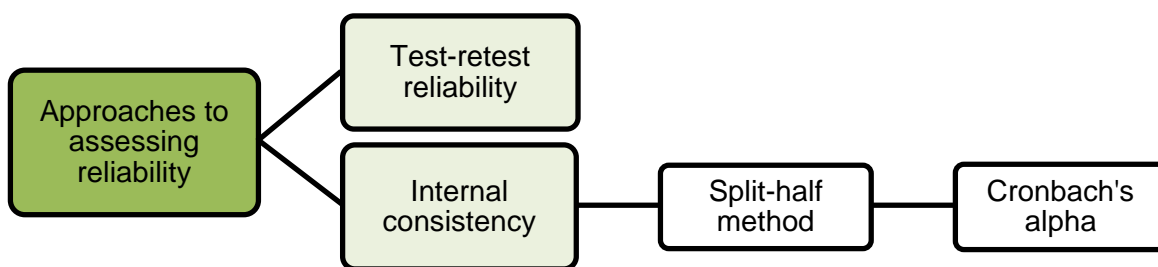 Approaches to
assessing
reliability
Test-retest
reliability
Internal
consistency
Split-half
method
Cronbach's
alpha